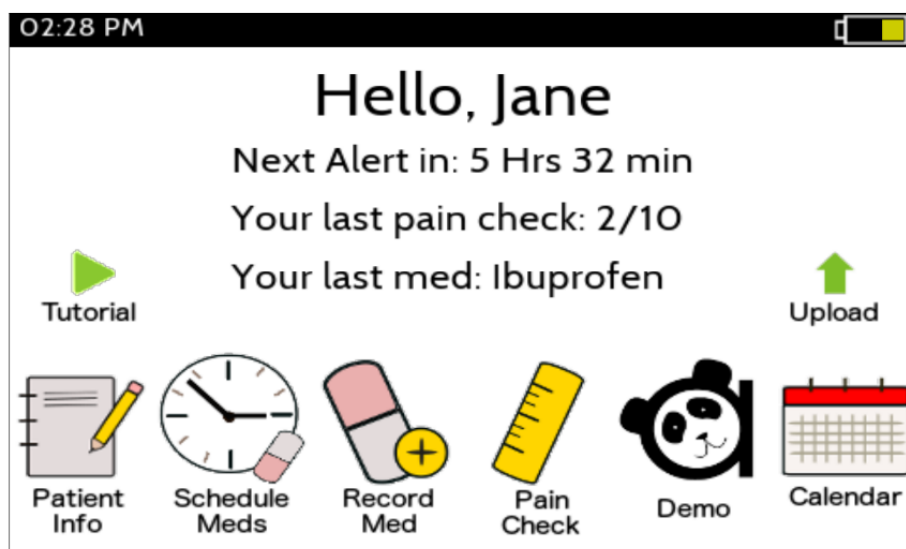 02:28 PM
Hello, Jane
Next Alert in: 5 Hrs 32 min
Your last pain check: 2/10
Your last med: Ibuprofen
Tutorial
Upload
Patient
Info
Schedule
Meds
Record
Med
Pain
Check
Demo
Calendar